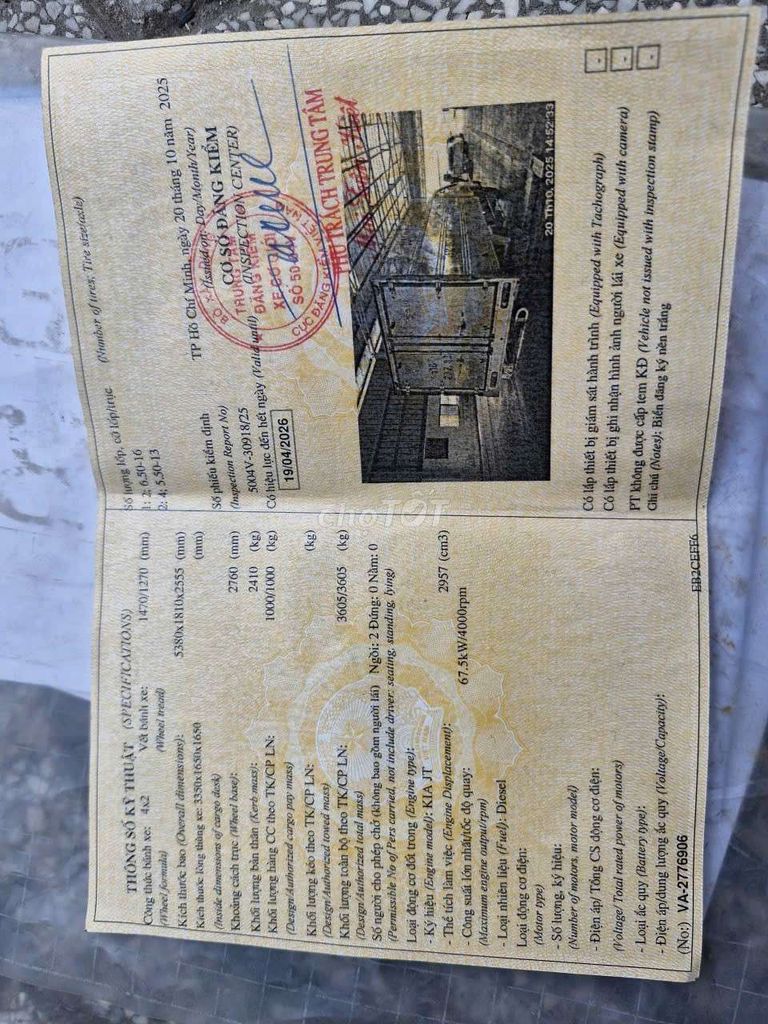 THÔNG SỐ KỸ THUẬT (SPECIFICATIONS)
Công thức bánh xe: 4x2 Vết bánh xe: 1470/1270 (mm)
(Wheel formula) (Wheel tread)
Kích thước bao (Overall dimensions): 5380x1810x2555 (mm)
Kích thước lòng thùng xe: 3350x1650x1650 (mm)
(Inside dimensions of cargo deck)
Khoảng cách trục (Wheel base): 2760 (mm)
Khối lượng bản thân (Kerb mass): 2410 (kg)
Khối lượng hàng CC theo TK/CP LN: 1000/1000 (kg)
(Design/Authorized cargo pay mass)
Khối lượng kéo theo TK/CP LN: (kg)
(Design/Authorized towed mass)
Khối lượng toàn bộ theo TK/CP LN: 3605/3605 (kg)
(Design/Authorized total mass)
Số người cho phép chở (không bao gồm người lái) Ngồi: 2 Đứng: 0 Nằm: 0
(Permissible No of Pers carried, not include driver: seating, standing, lying)
Loại động cơ đốt trong (Engine type):
- Ký hiệu (Engine model): KIA JT
- Thể tích làm việc (Engine Displacement): 2957 (cm3)
- Công suất lớn nhất/tốc độ quay: 67.5kW/4000rpm
(Maximum engine output/rpm)
- Loại nhiên liệu (Fuel): Diesel
Loại động cơ điện:
(Motor type)
- Số lượng, ký hiệu:
(Number of motors, motor model)
- Điện áp/ Tổng CS động cơ điện:
(Voltage/ Total rated power of motors)
- Loại ắc quy (Battery type):
- Điện áp/dung lượng ắc quy (Voltage/Capacity):
(No:) VA-2776906
EB2CEFF6
Số lượng lốp, cỡ lốp/trục (Number of tires, Tire size/axle)
1: 2; 6.50-16
2: 4; 5.50-13
TP Hồ Chí Minh, ngày 20 tháng 10 năm 2025
(Issued on: Day/Month/Year)
Số phiếu kiểm định CƠ SỞ ĐĂNG KIỂM
(Inspection Report No) (INSPECTION CENTER)
5004V-30918/25
Có hiệu lực đến hết ngày (Valid until)
19/04/2026
TRUNG TÂM
ĐĂNG KIỂM
XE CƠ GIỚI
SỐ 50
CỤC ĐĂNG KIỂM VIỆT NAM
PHỤ TRÁCH TRUNG TÂM
20 Th10, 2025 14:52:33
Có lắp thiết bị giám sát hành trình (Equipped with Tachograph) -
Có lắp thiết bị ghi nhận hình ảnh người lái xe (Equipped with camera) -
PT không được cấp tem KĐ (Vehicle not issued with inspection stamp) -
Ghi chú (Notes): Biển đăng ký nền trắng
chợTỐT